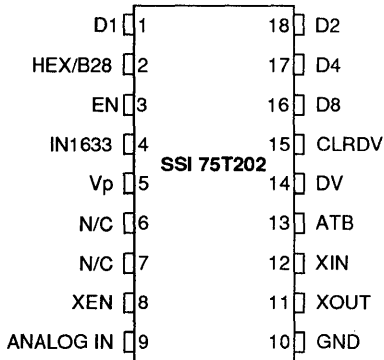 D1 1 18 D2
HEX/B28 2 17 D4
EN 3 16 D8
IN1633 4 15 CLRDV
SSI 75T202
Vp 5 14 DV
N/C 6 13 ATB
N/C 7 12 XIN
XEN 8 11 XOUT
ANALOG IN 9 10 GND